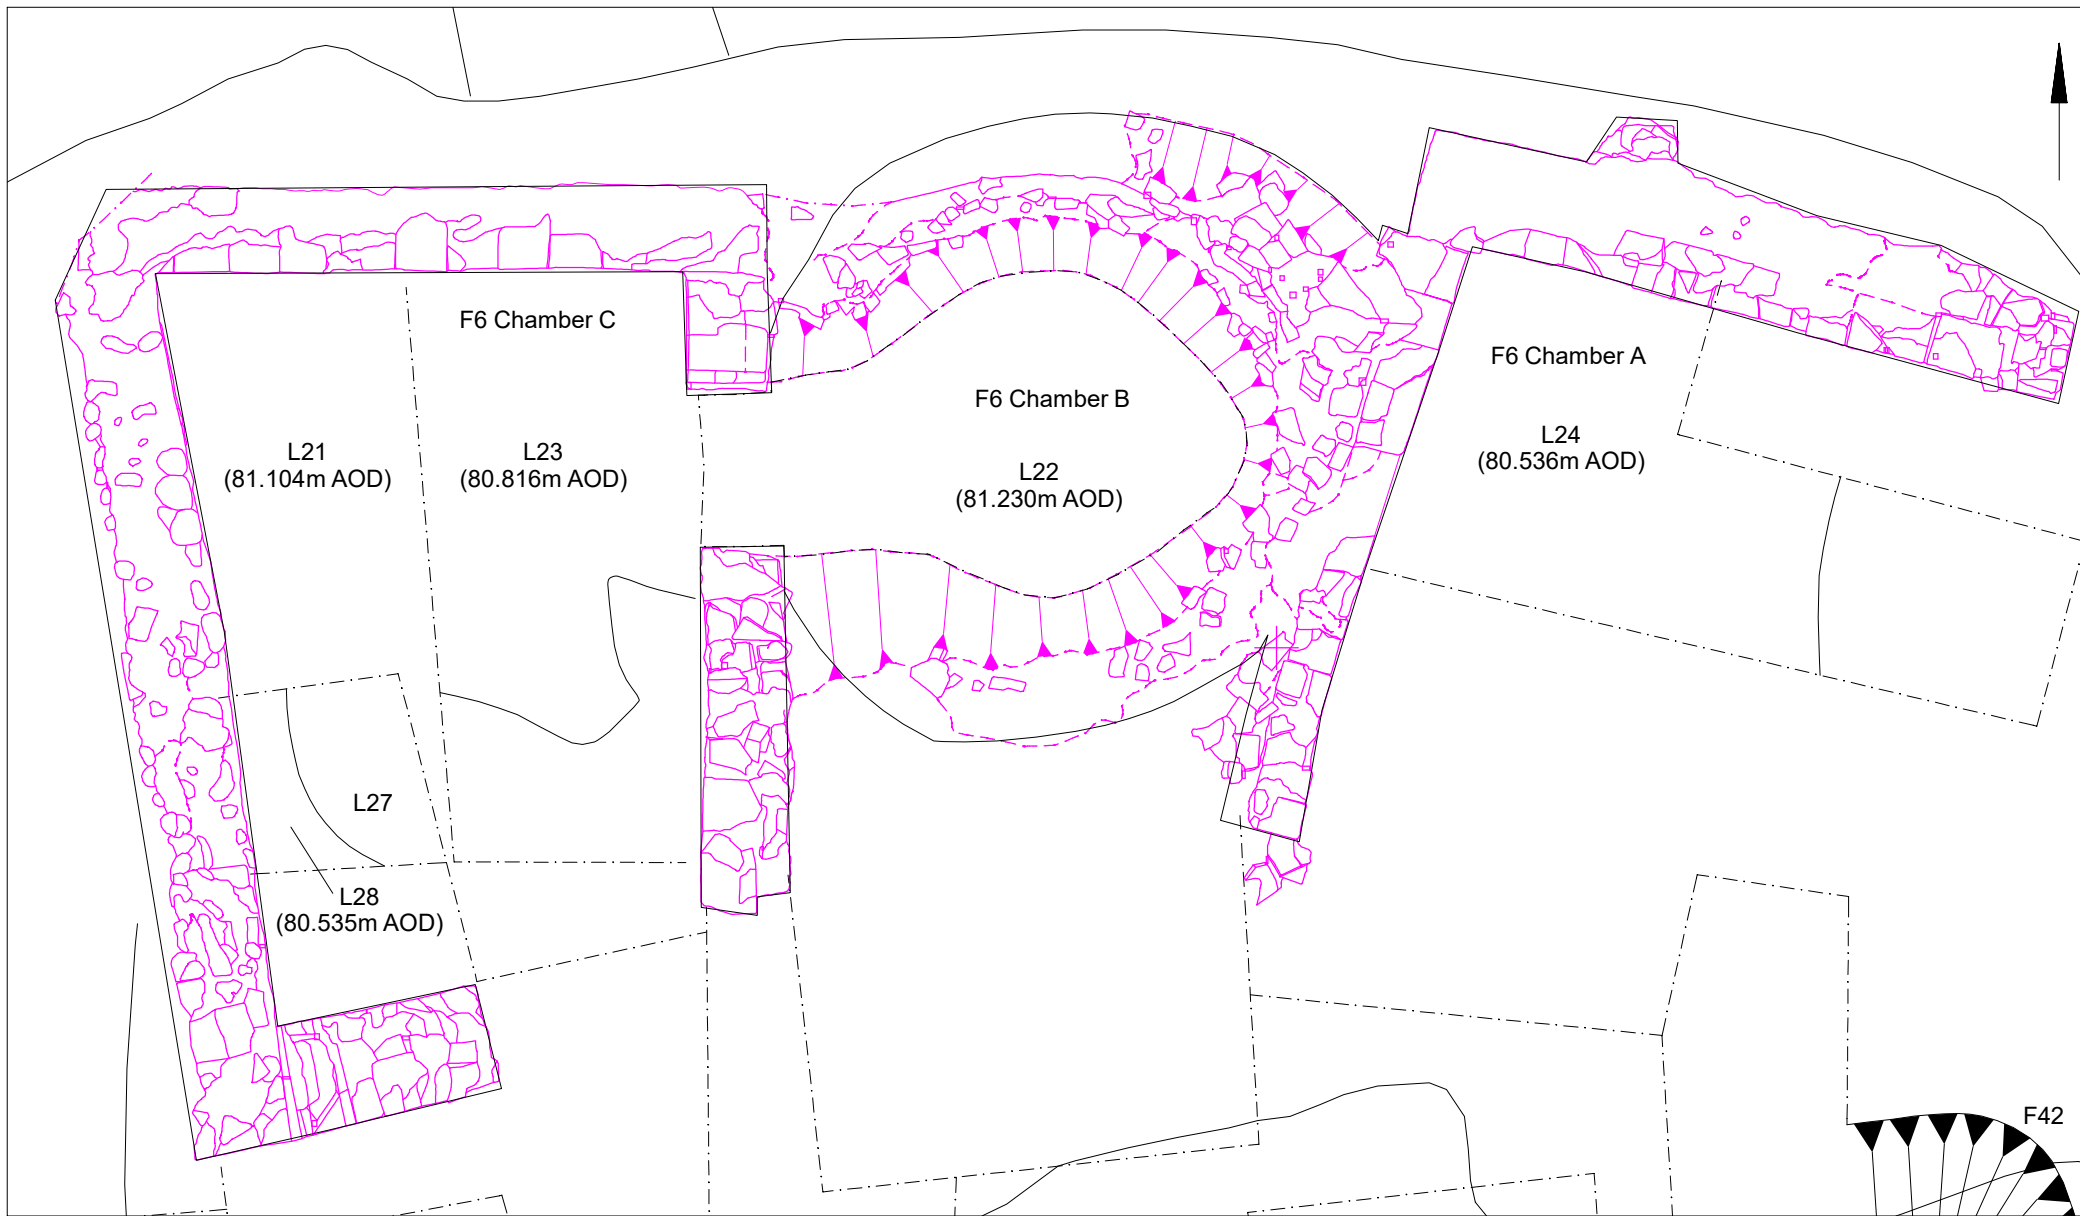 F6 Chamber C
F6 Chamber A
F6 Chamber B
L21
(81.104m AOD)
L23
(80.816m AOD)
L22
(81.230m AOD)
L24
(80.536m AOD)
L27
L28
(80.535m AOD)
F42